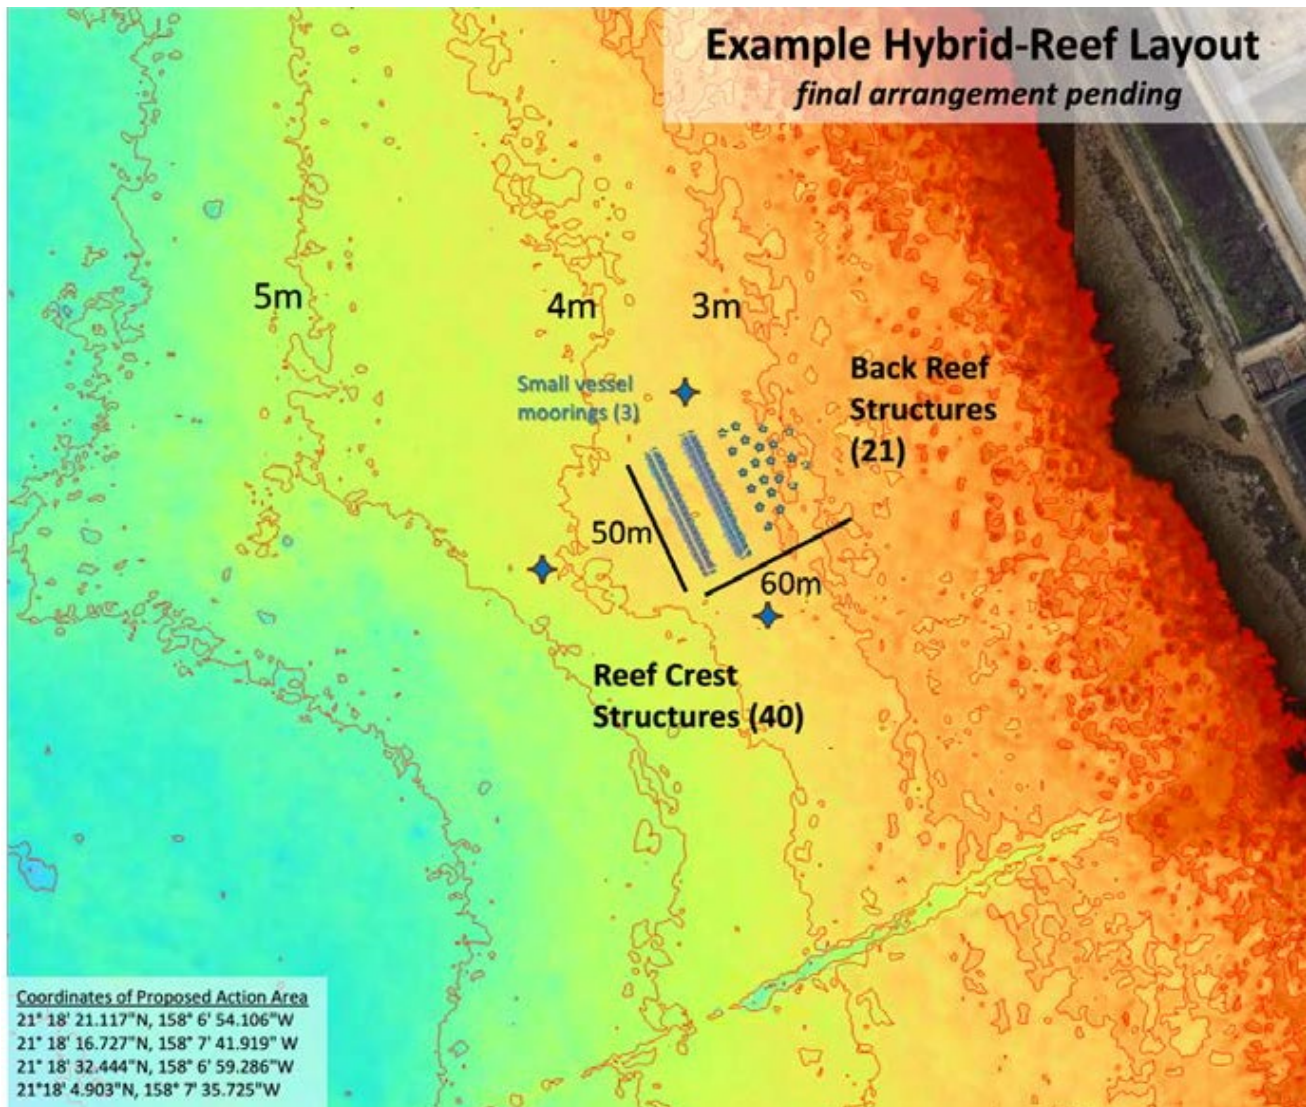 Example Hybrid-Reef Layout
final arrangement pending
5m
4m
3m
Small vessel
moorings (3)
Back Reef
Structures
(21)
50m
60m
Reef Crest
Structures (40)
Coordinates of Proposed Action Area
21° 18' 21.117"N, 158° 6' 54.106"W
21° 18' 16.727"N, 158° 7' 41.919" W
21° 18' 32.444"N, 158° 6' 59.286"W
21°18' 4.903"N, 158° 7' 35.725"W